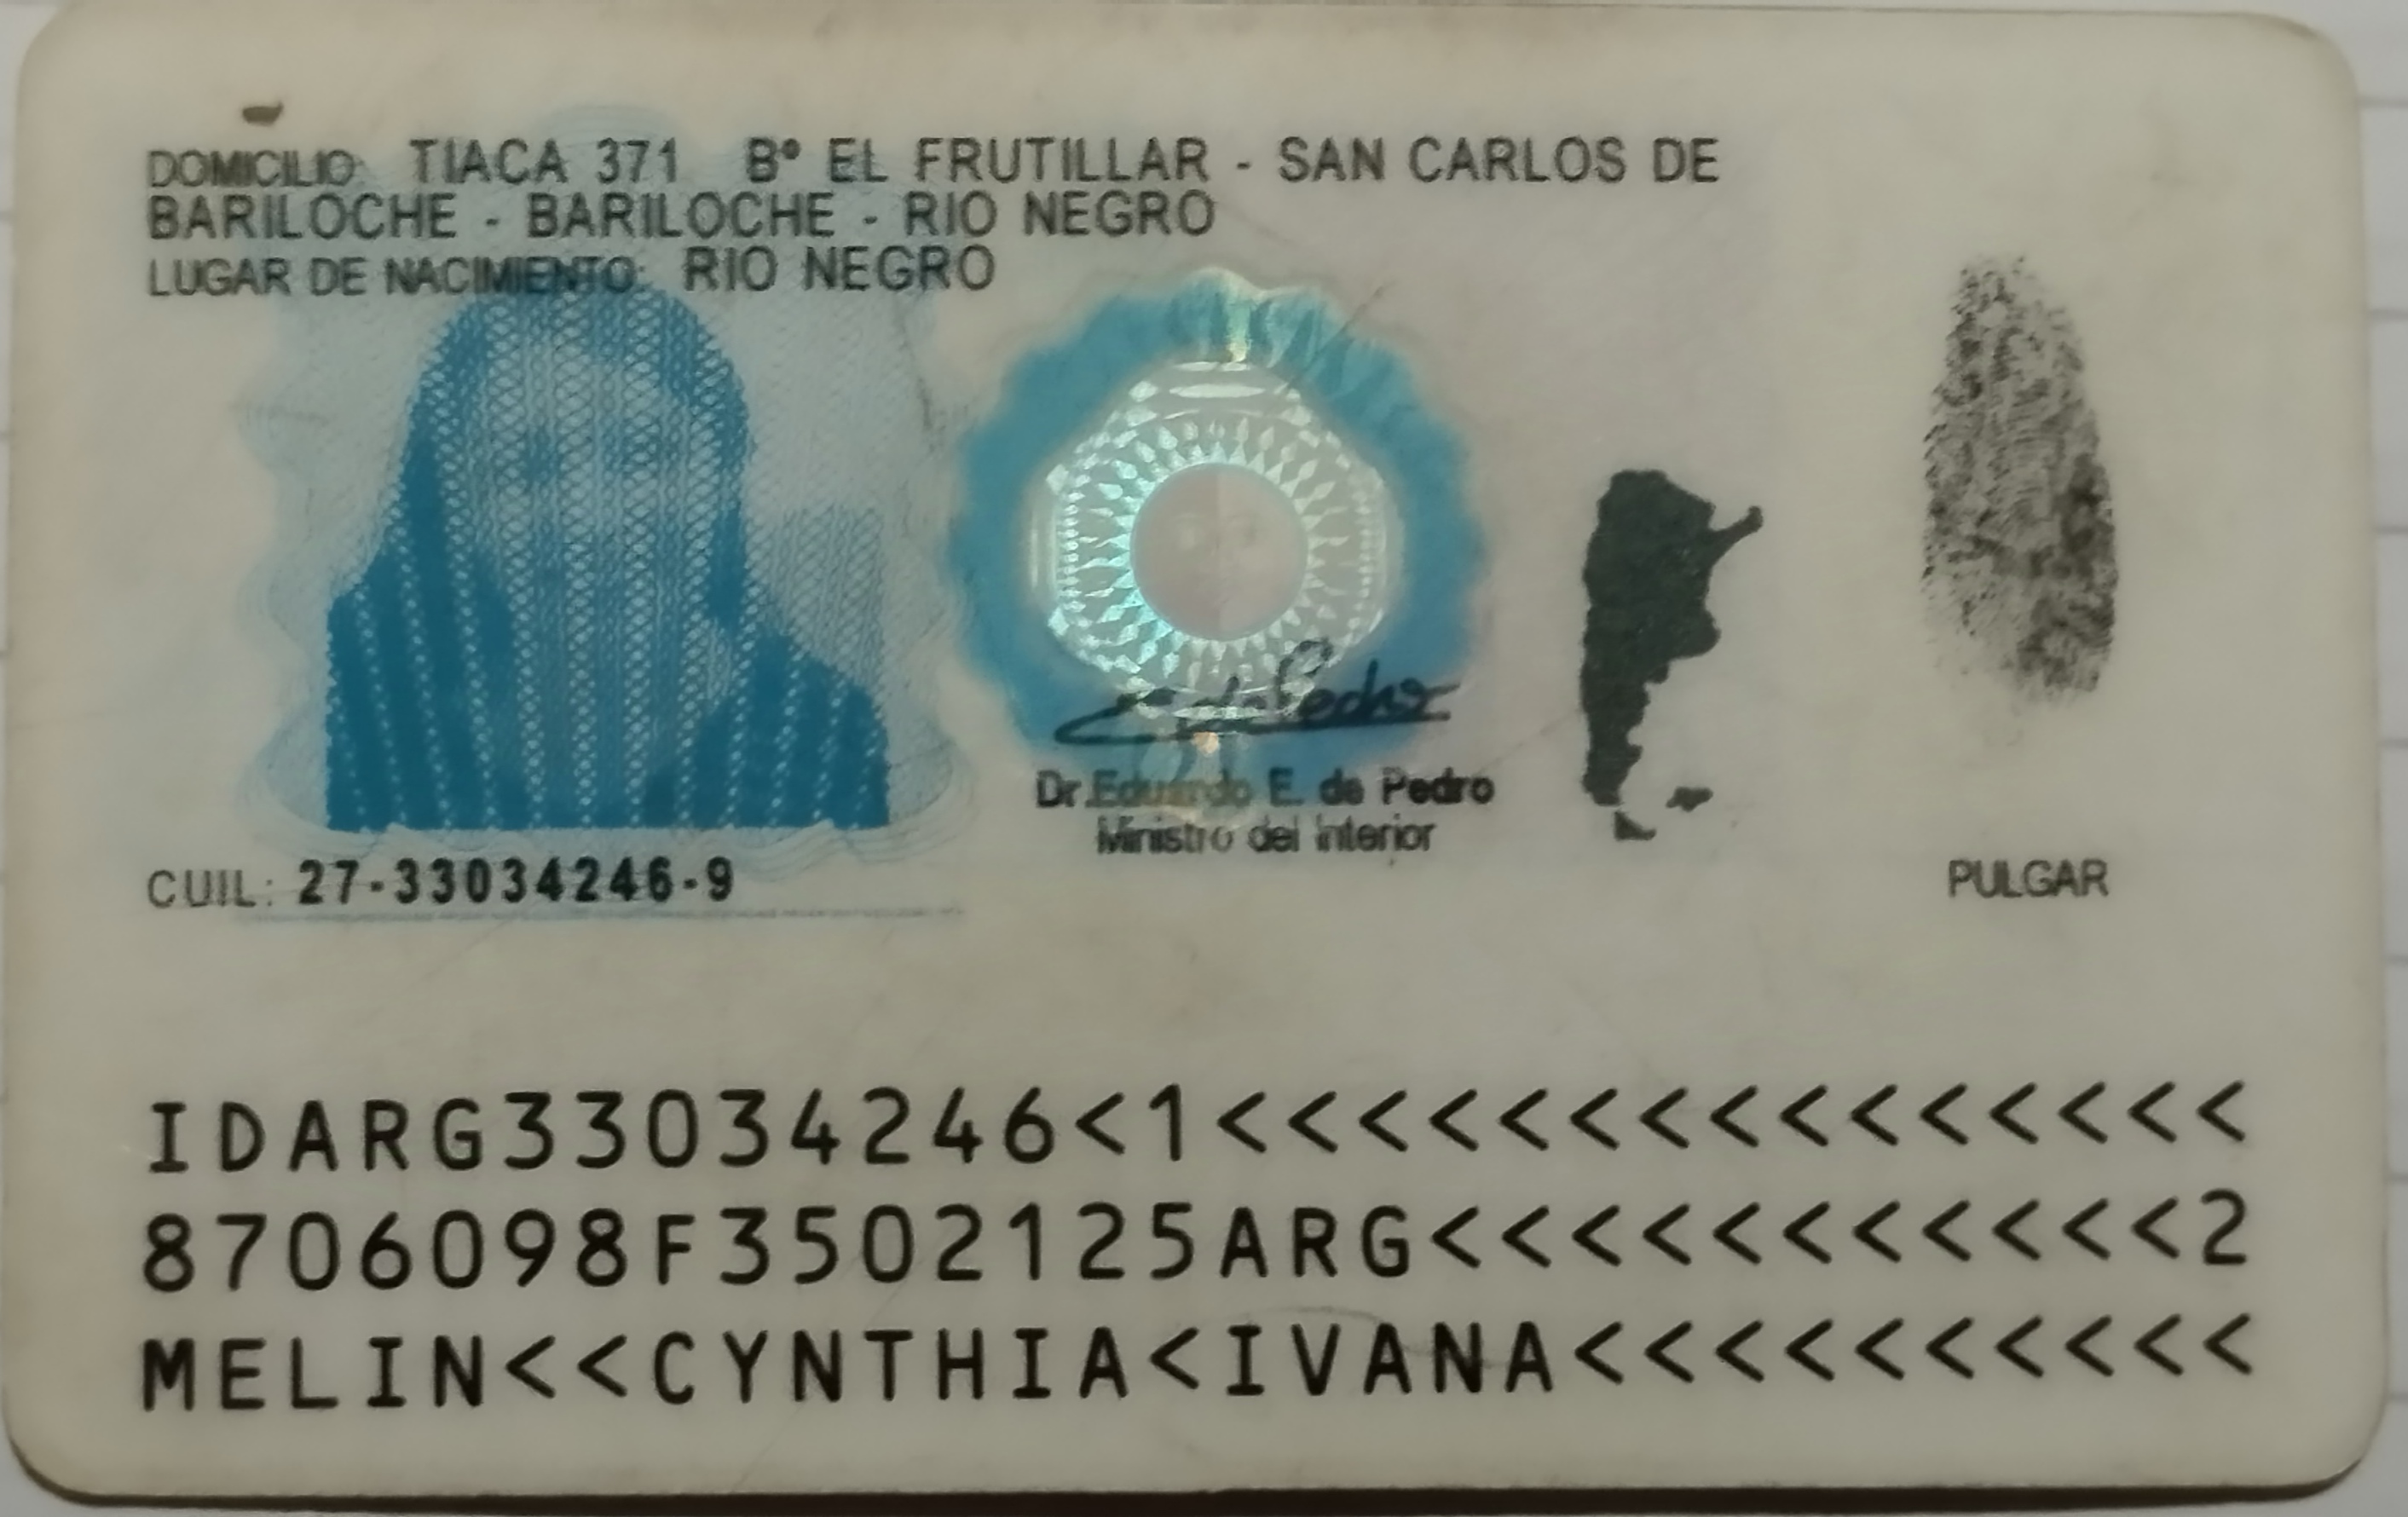 DOMICILIO: TIACA 371 Bº EL FRUTILLAR - SAN CARLOS DE
BARILOCHE - BARILOCHE - RIO NEGRO
LUGAR DE NACIMIENTO: RIO NEGRO
Dr. Eduardo E. de Pedro
Ministro del Interior
CUIL: 27-33034246-9
PULGAR
IDARG33034246<1<<<<<<<<<<<<<<<
8706098F3502125ARG<<<<<<<<<<<2
MELIN<<CYNTHIA<IVANA<<<<<<<<<<